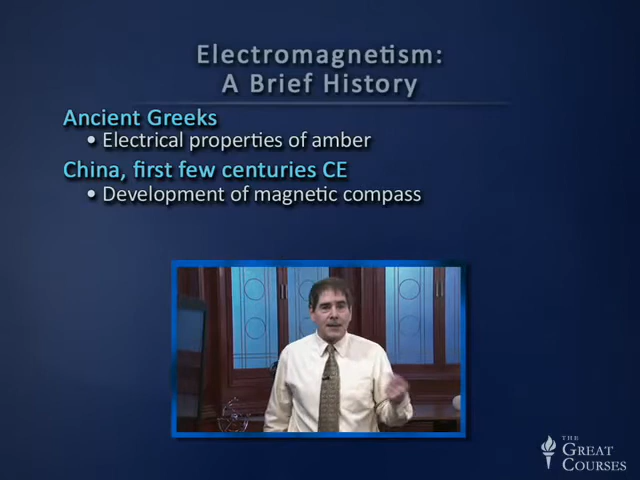 Electromagnetism:
A Brief History
Ancient Greeks
• Electrical properties of amber
China, first few centuries CE
• Development of magnetic compass
THE
GREAT
COURSES